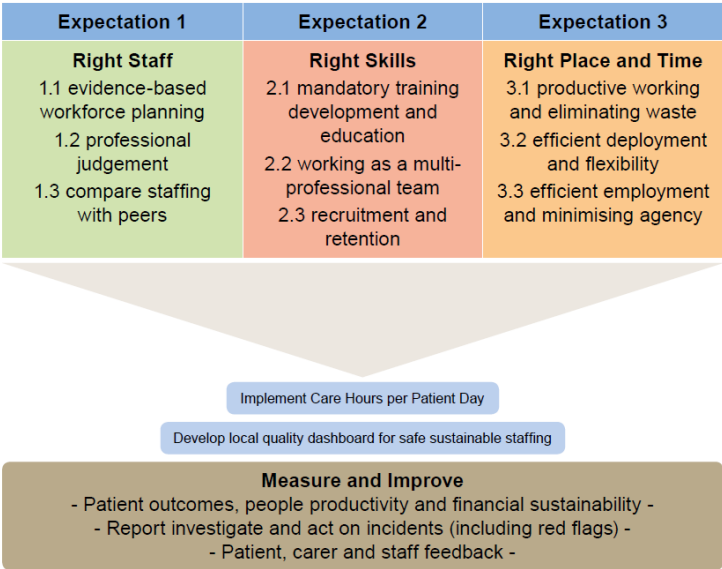 Expectation 1
Expectation 2
Expectation 3
Right Staff
1.1 evidence-based
workforce planning
1.2 professional
judgement
1.3 compare staffing
with peers
Right Skills
2.1 mandatory training
development and
education
2.2 working as a multi-
professional team
2.3 recruitment and
retention
Right Place and Time
3.1 productive working
and eliminating waste
3.2 efficient deployment
and flexibility
3.3 efficient employment
and minimising agency
Implement Care Hours per Patient Day
Develop local quality dashboard for safe sustainable staffing
Measure and Improve
- Patient outcomes, people productivity and financial sustainability -
- Report investigate and act on incidents (including red flags) -
- Patient, carer and staff feedback -